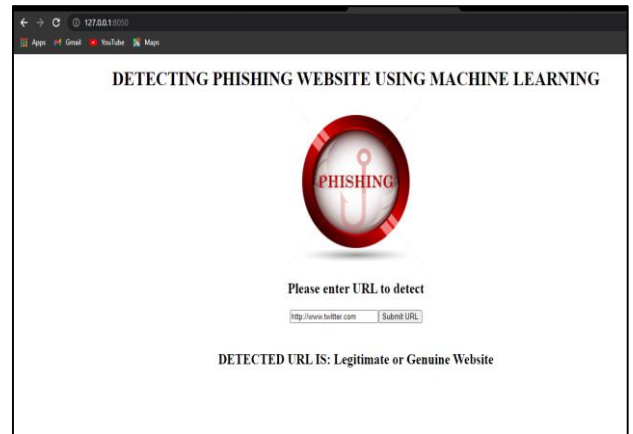 127.0.0.1:8050
Apps Gmail YouTube Maps
DETECTING PHISHING WEBSITE USING MACHINE LEARNING
PHISHING
Please enter URL to detect
http://www.twitter.com Submit URL
DETECTED URL IS: Legitimate or Genuine Website